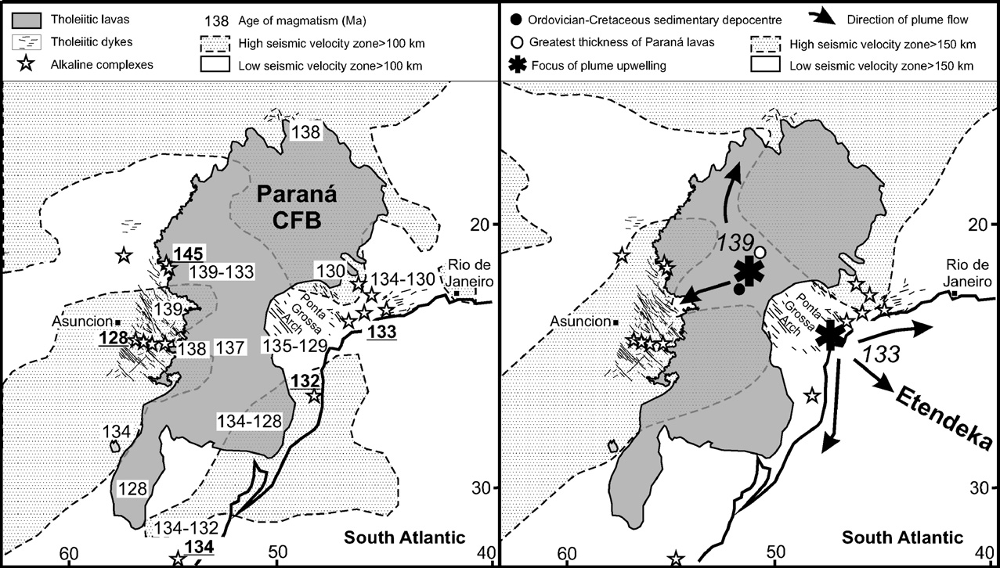 Tholeiitic lavas
138 Age of magmatism (Ma)
Tholeiitic dykes
High seismic velocity zone>100 km
Alkaline complexes
Low seismic velocity zone>100 km
138
Paraná
CFB
20
145
139-133
130
134-130
Rio de
Janeiro
139
Ponta
Grossa
Arch
Asuncion
128
138
137
135-129
133
132
134
134-128
128
30
134-132
134
South Atlantic
60
50
40
Ordovician-Cretaceous sedimentary depocentre
Direction of plume flow
Greatest thickness of Paraná lavas
High seismic velocity zone>150 km
Focus of plume upwelling
Low seismic velocity zone>150 km
20
139
Rio de
Janeiro
Ponta
Grossa
Arch
Asuncion
133
Etendeka
30
South Atlantic
60
50
40